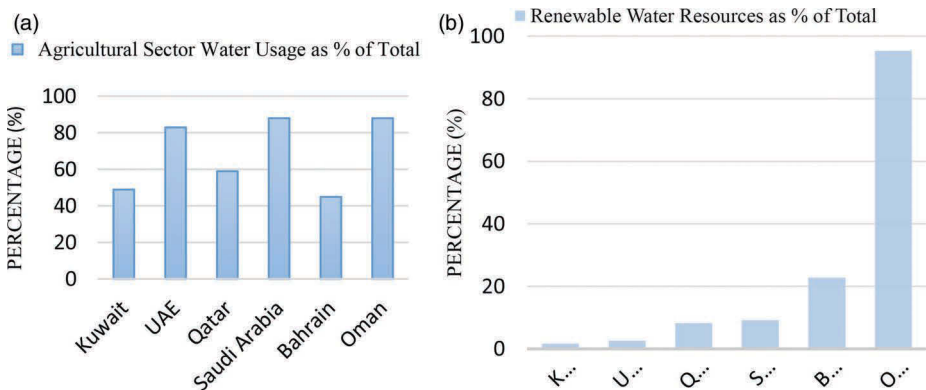 (a)
Agricultural Sector Water Usage as % of Total
PERCENTAGE (%)
100
80
60
40
20
0
Kuwait
UAE
Qatar
Saudi Arabia
Bahrain
Oman
(b)
Renewable Water Resources as % of Total
PERCENTAGE (%)
100
80
60
40
20
0
K...
U...
Q...
S...
B...
O...